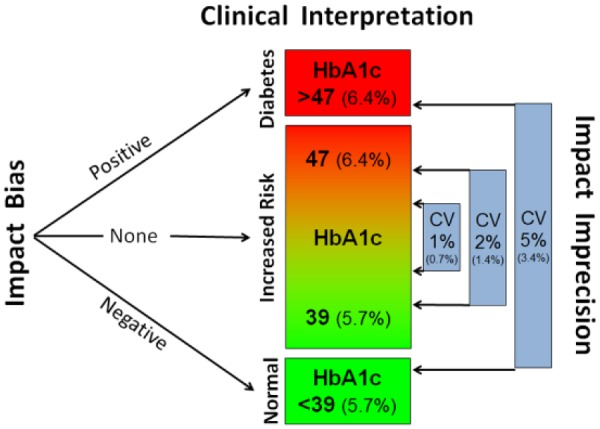 Clinical Interpretation
Impact Bias
Positive
None
Negative
Diabetes
HbA1c
>47 (6.4%)
Increased Risk
47 (6.4%)
HbA1c
39 (5.7%)
Normal
HbA1c
<39 (5.7%)
CV
1%
(0.7%)
CV
2%
(1.4%)
CV
5%
(3.4%)
Impact Imprecision